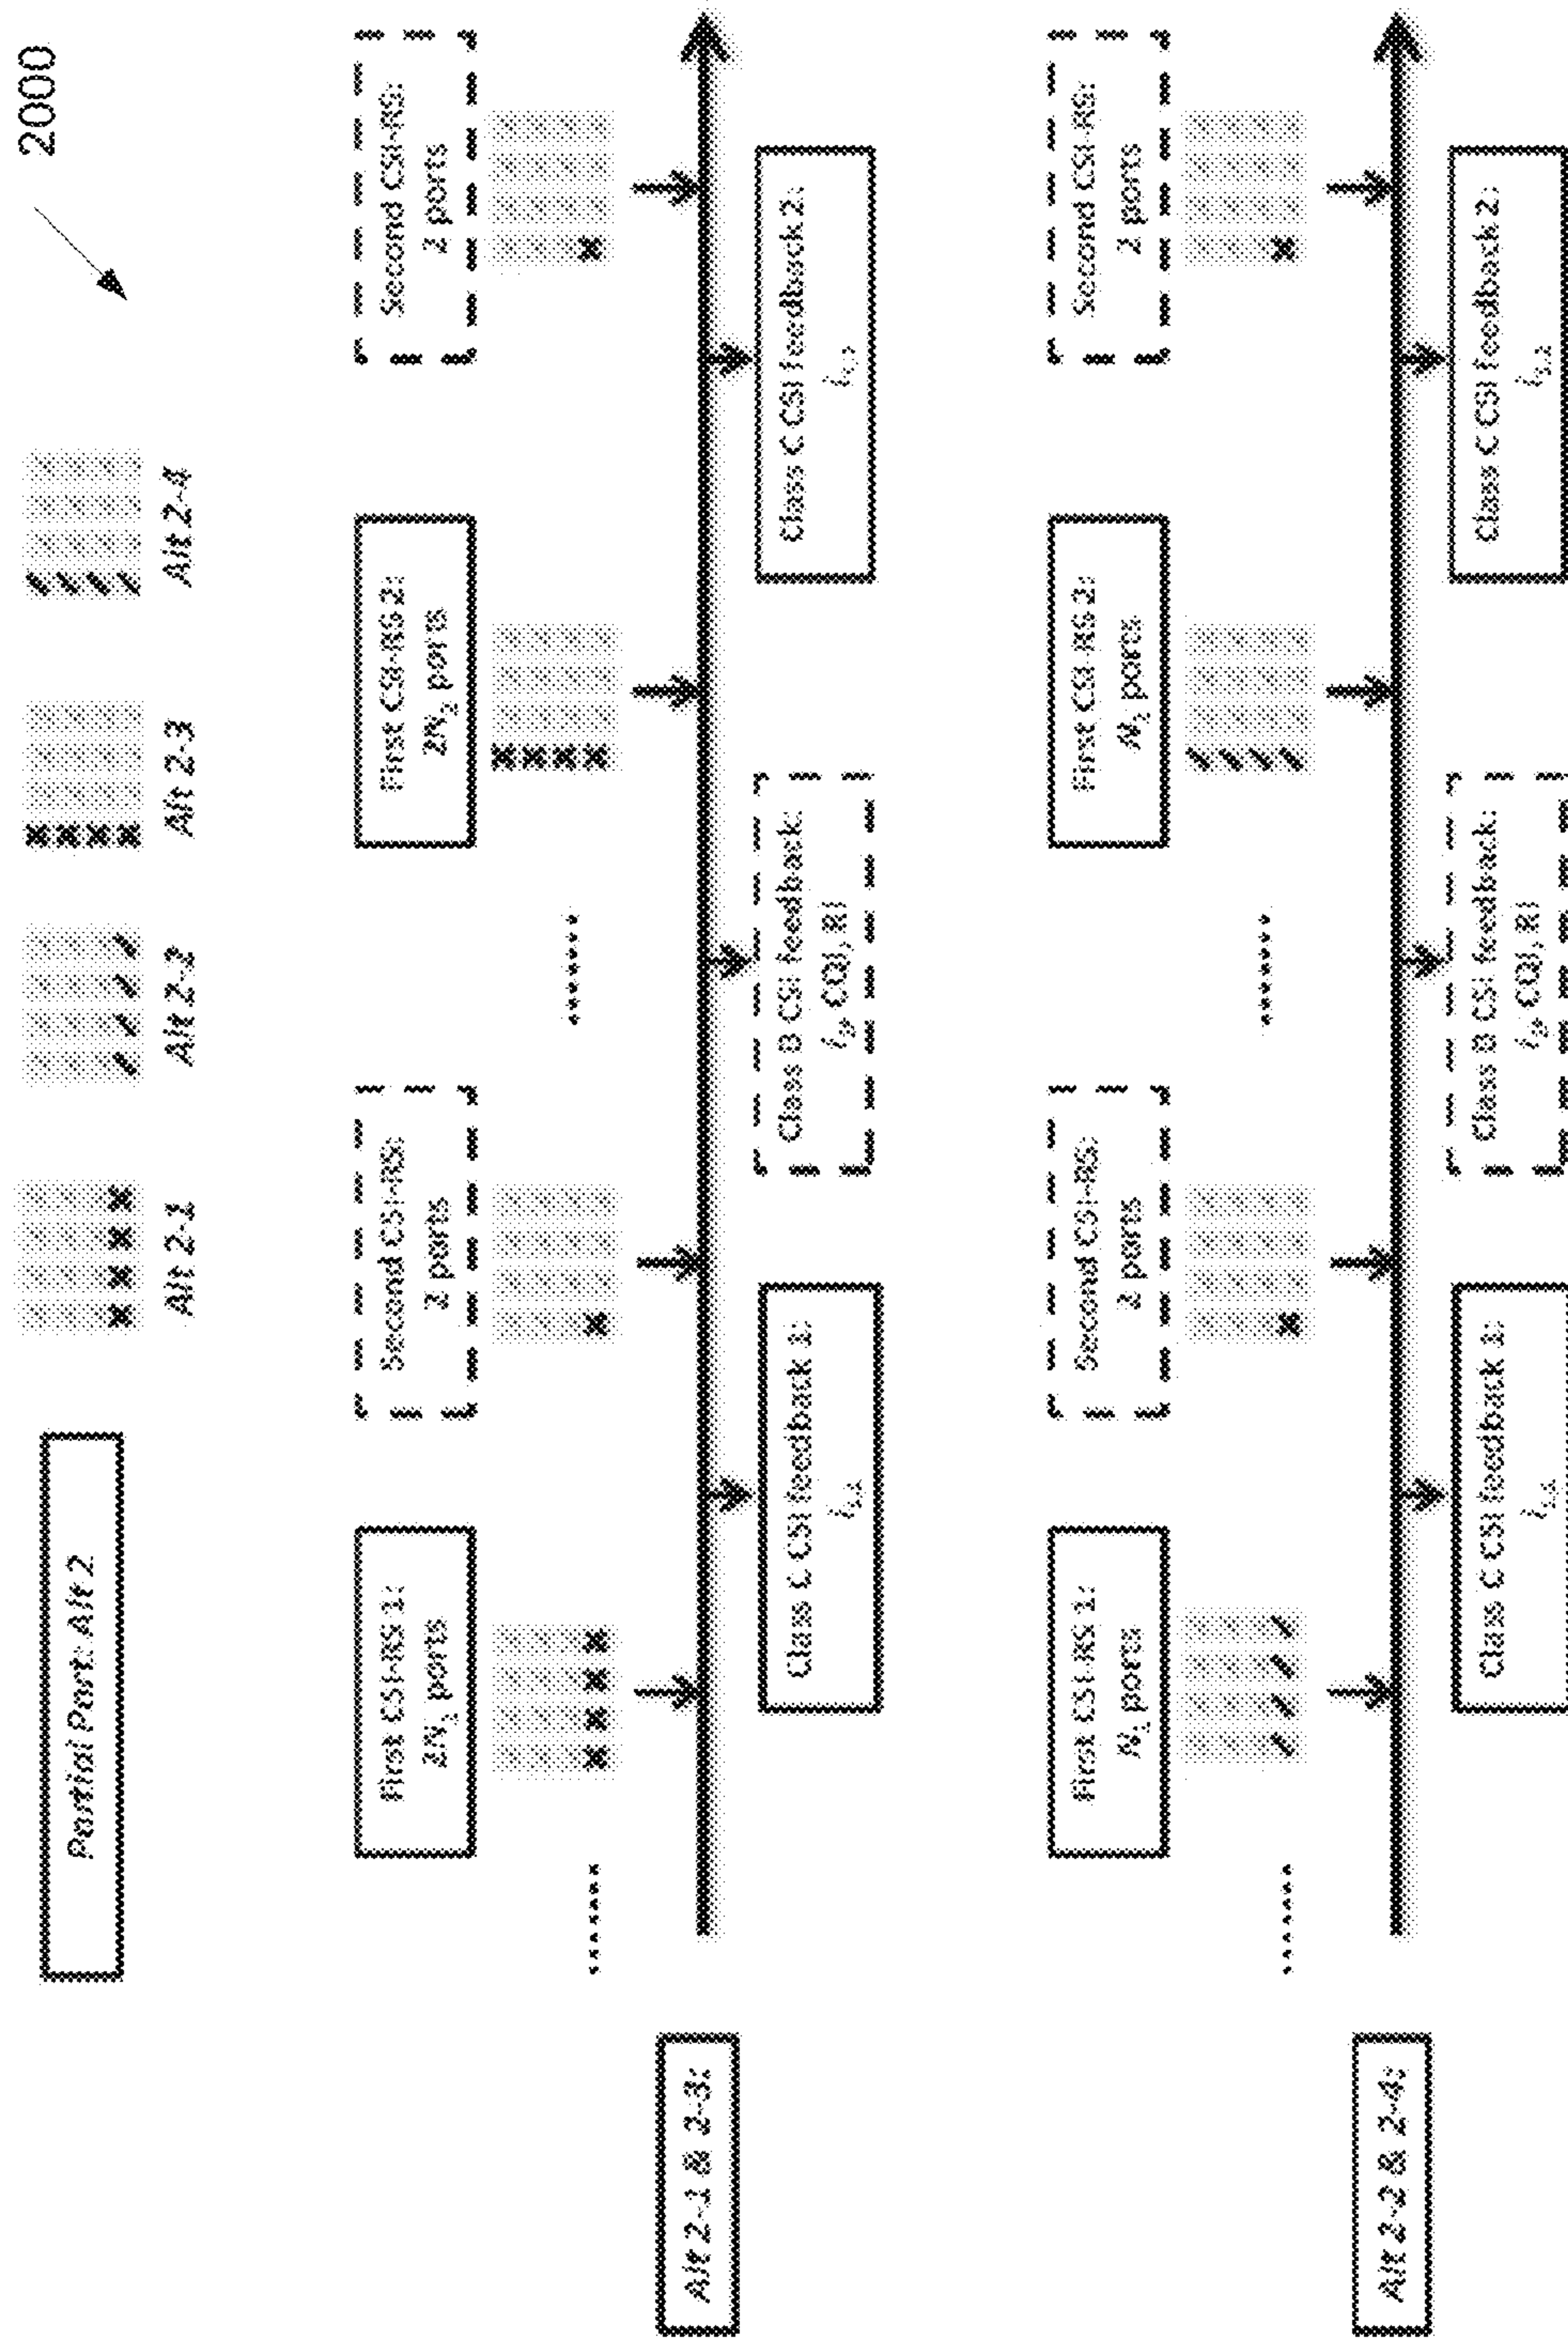 2000
Partial Port: Alt 2
Alt 2-1
Alt 2-2
Alt 2-3
Alt 2-4
Alt 2-1 & 2-3:
First CSI-RS 1:
ports
Second CSI-RS:
2 ports
First CSI-RS 2:
2N₂ ports
Second CSI-RS:
2 ports
Class C CSI feedback 1:
Class B CSI feedback:
i₂, CQI, RI
Class C CSI feedback 2:
Alt 2-2 & 2-4:
First CSI-RS 1:
ports
Second CSI-RS:
2 ports
First CSI-RS 2:
N₂ ports
Second CSI-RS:
2 ports
Class C CSI feedback 1:
Class B CSI feedback:
i₂, CQI, RI
Class C CSI feedback 2:
i₁,₂